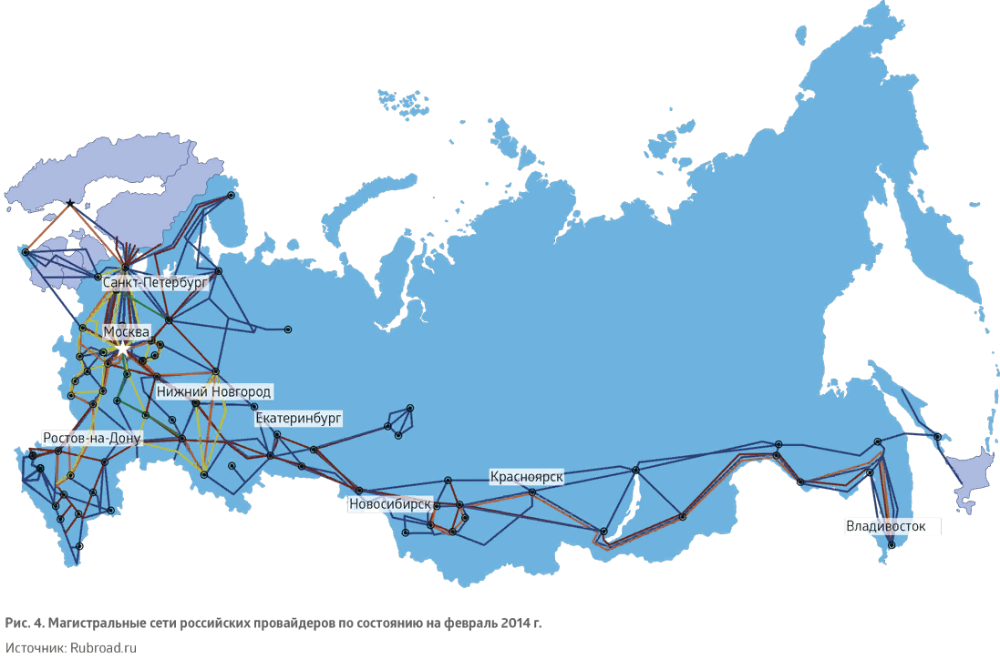 Санкт-Петербург
Москва
Нижний Новгород
Екатеринбург
Ростов-на-Дону
Красноярск
Новосибирск
Владивосток
Рис. 4. Магистральные сети российских провайдеров по состоянию на февраль 2014 г.
Источник: Rubroad.ru